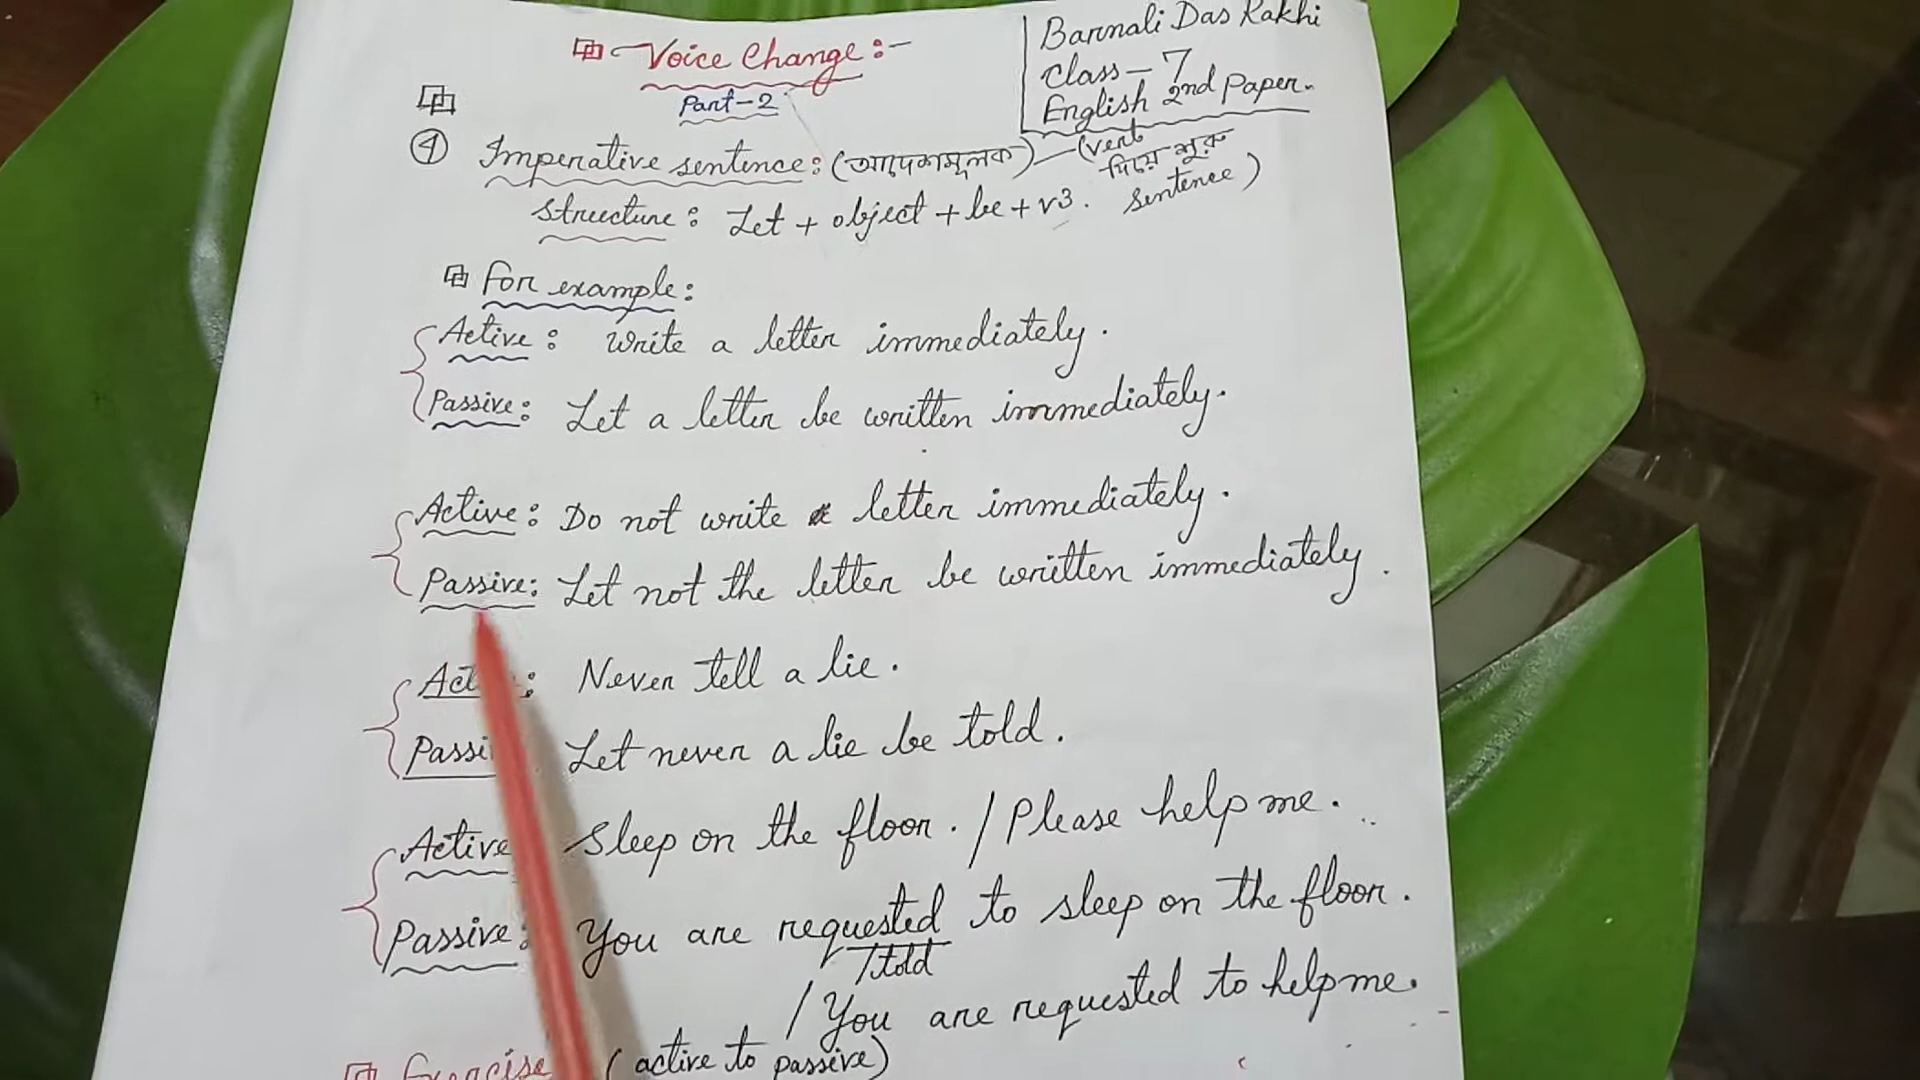 Voice Change:-
Part-2
Barnali Das Rakhi
Class-7
English 2nd Paper.
④ Imperative sentence: (আদেশমূলক) - (verb দিয়ে শুরু sentence)
Structure: Let + object + be + v3.
For example:
Active: Write a letter immediately.
Passive: Let a letter be written immediately.
Active: Do not write letter immediately.
Passive: Let not the letter be written immediately.
Act : Never tell a lie.
Passi Let never a lie be told.
Active Sleep on the floor. / Please help me.
Passive: You are requested to sleep on the floor.
/told
/ You are requested to help me.
Exercise (active to passive)